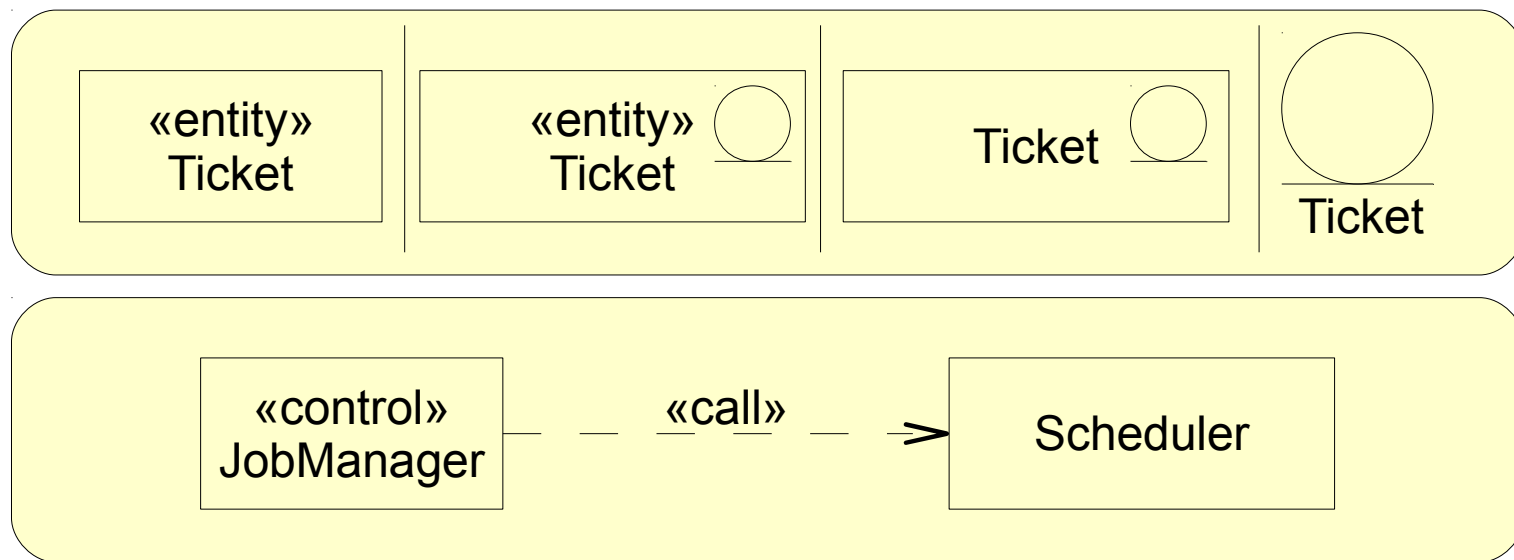 «entity»
Ticket
«entity»
Ticket
Ticket
Ticket
«control»
JobManager
«call»
Scheduler